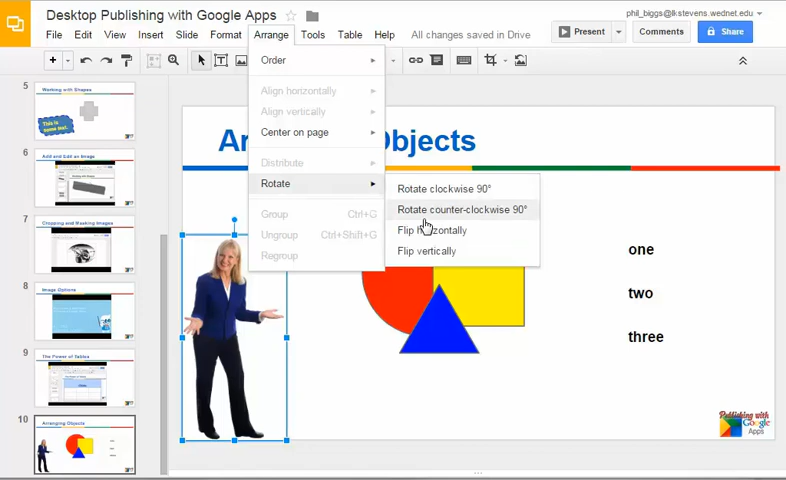 Desktop Publishing with Google Apps
phil_biggs@lkstevens.wednet.edu
File Edit View Insert Slide Format Arrange Tools Table Help All changes saved in Drive
Present Comments Share
Order
Align horizontally
Align vertically
Center on page
Distribute
Rotate
Group Ctrl+G
Ungroup Ctrl+Shift+G
Regroup
Rotate clockwise 90°
Rotate counter-clockwise 90°
Flip horizontally
Flip vertically
5
Working with Shapes
This is
some text.
6
Add and Edit an Image
7
Cropping and Masking Images
8
Image Options
9
The Power of Tables
10
Arranging Objects
Objects
one
two
three
Publishing with
Google
Apps